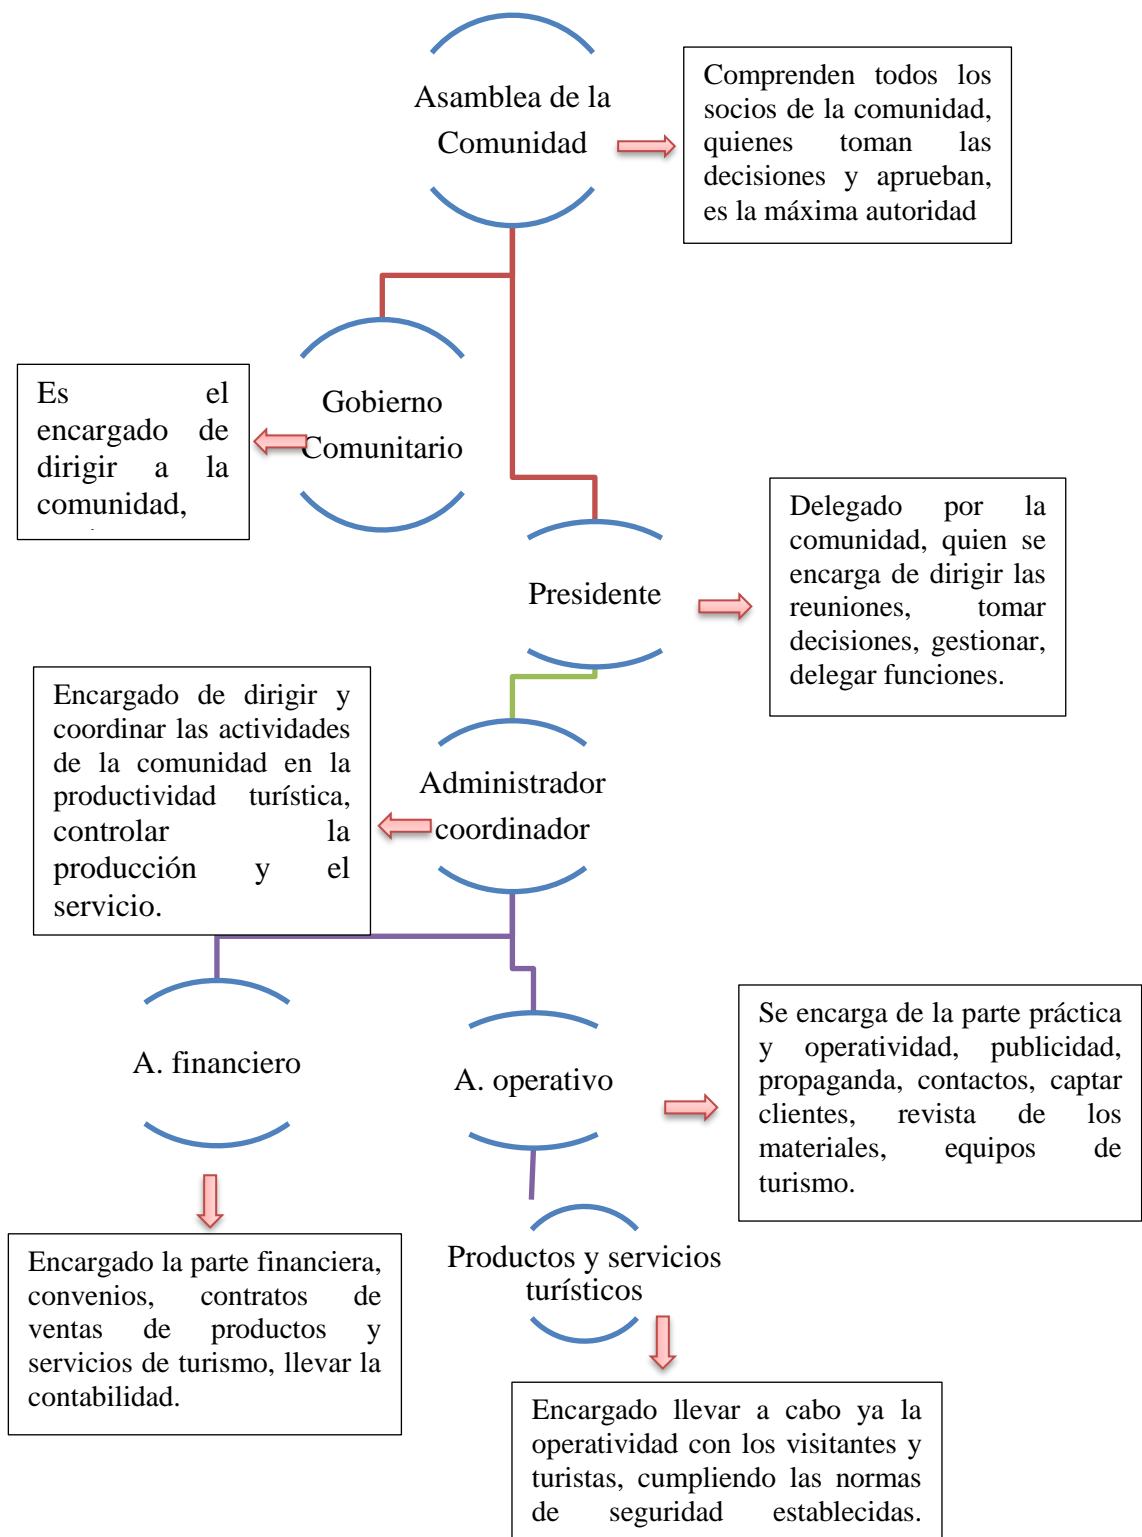 Asamblea de la
Comunidad
Comprenden todos los
socios de la comunidad,
quienes toman las
decisiones y aprueban,
es la máxima autoridad
Gobierno
Comunitario
Es el
encargado de
dirigir a la
comunidad,
Presidente
Delegado por la
comunidad, quien se
encarga de dirigir las
reuniones, tomar
decisiones, gestionar,
delegar funciones.
Administrador
coordinador
Encargado de dirigir y
coordinar las actividades
de la comunidad en la
productividad turística,
controlar la
producción y el
servicio.
A. financiero
Encargado la parte financiera,
convenios, contratos de
ventas de productos y
servicios de turismo, llevar la
contabilidad.
A. operativo
Se encarga de la parte práctica
y operatividad, publicidad,
propaganda, contactos, captar
clientes, revista de los
materiales, equipos de
turismo.
Productos y servicios
turísticos
Encargado llevar a cabo ya la
operatividad con los visitantes y
turistas, cumpliendo las normas
de seguridad establecidas.